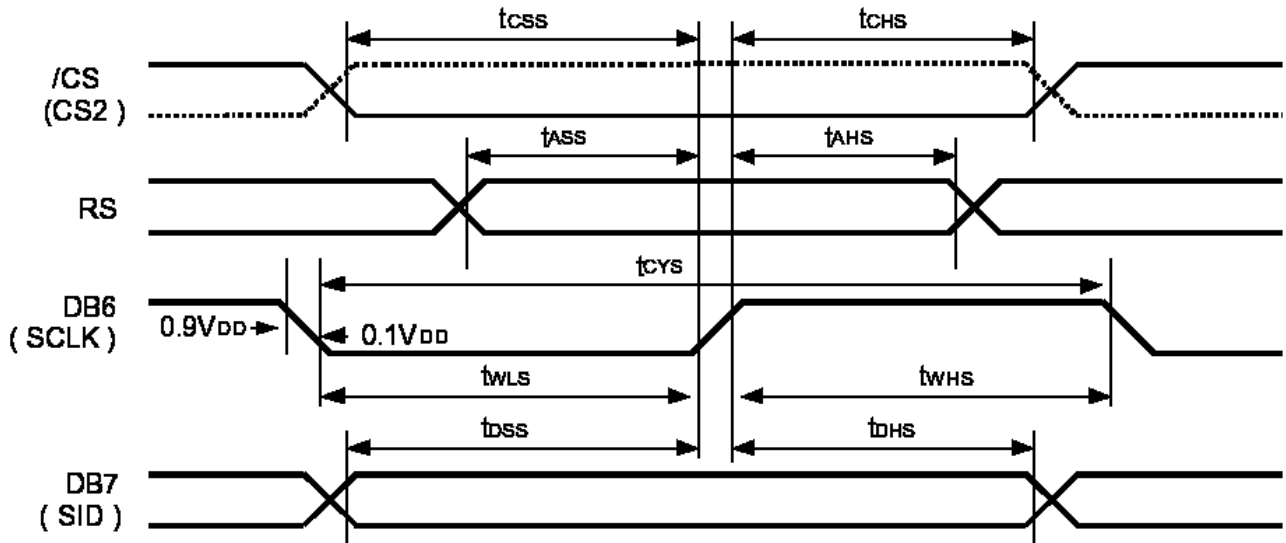 tCSS tCHS
/CS
(CS2 )
tASS tAHS
RS
tCYS
DB6
( SCLK)
0.9VDD 0.1VDD
tWLS tWHS
tDSS tDHS
DB7
( SID )